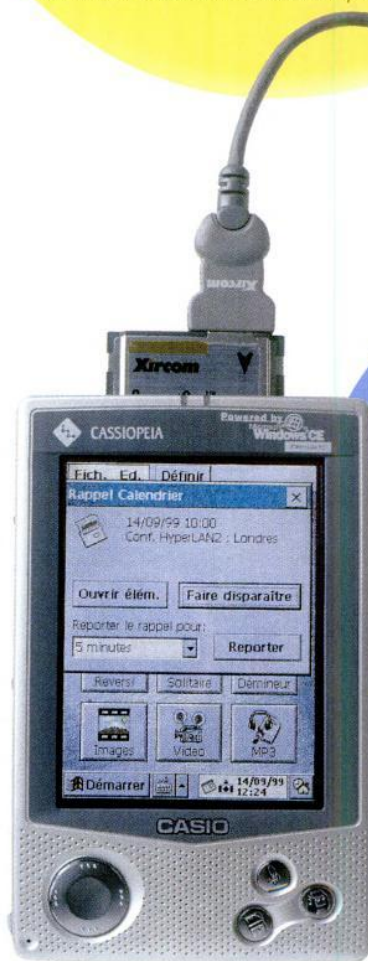 Xircom
Xircom
CASSIOPEIA
Powered by
Windows CE
Fich. Ed. Définir
Rappel Calendrier
14/09/99 10:00
Conf. HyperLAN2 : Londres
Ouvrir élém. Faire disparaître
Reporter le rappel pour:
5 minutes Reporter
Reversi Solitaire Démineur
Images Vidéo MP3
Démarrer 14/09/99
12:24
CASIO